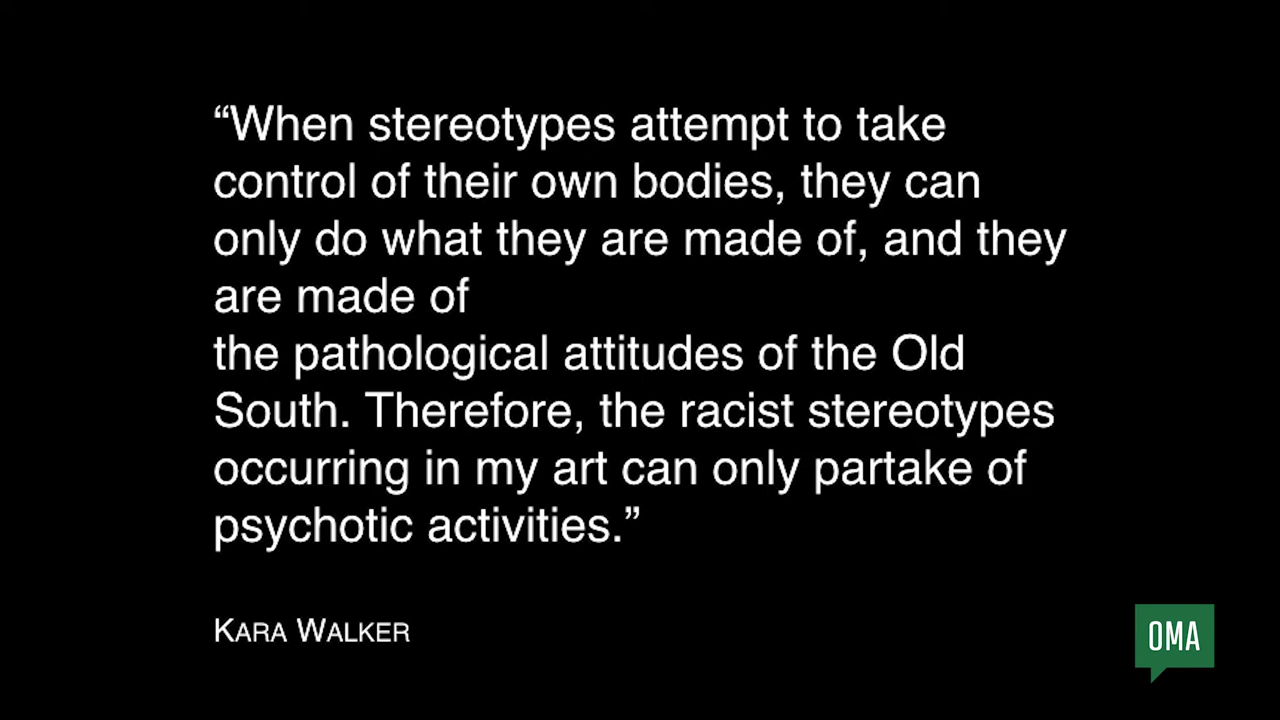 “When stereotypes attempt to take
control of their own bodies, they can
only do what they are made of, and they
are made of
the pathological attitudes of the Old
South. Therefore, the racist stereotypes
occurring in my art can only partake of
psychotic activities.”
KARA WALKER
OMA